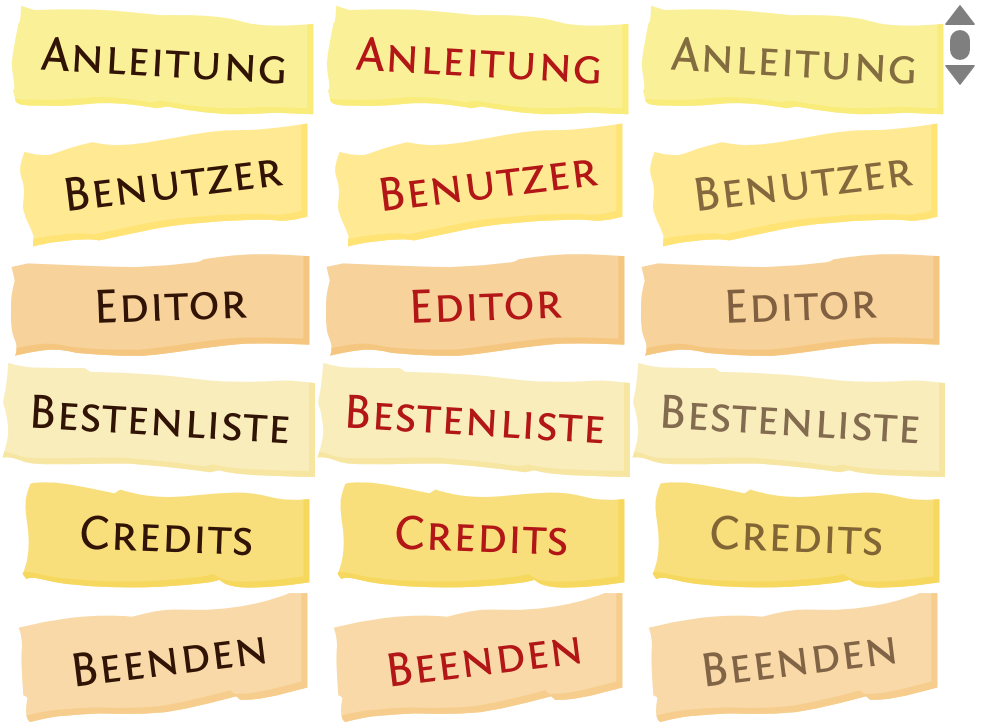 Anleitung Anleitung Anleitung
Benutzer Benutzer Benutzer
Editor Editor Editor
Bestenliste Bestenliste Bestenliste
Credits Credits Credits
Beenden Beenden Beenden